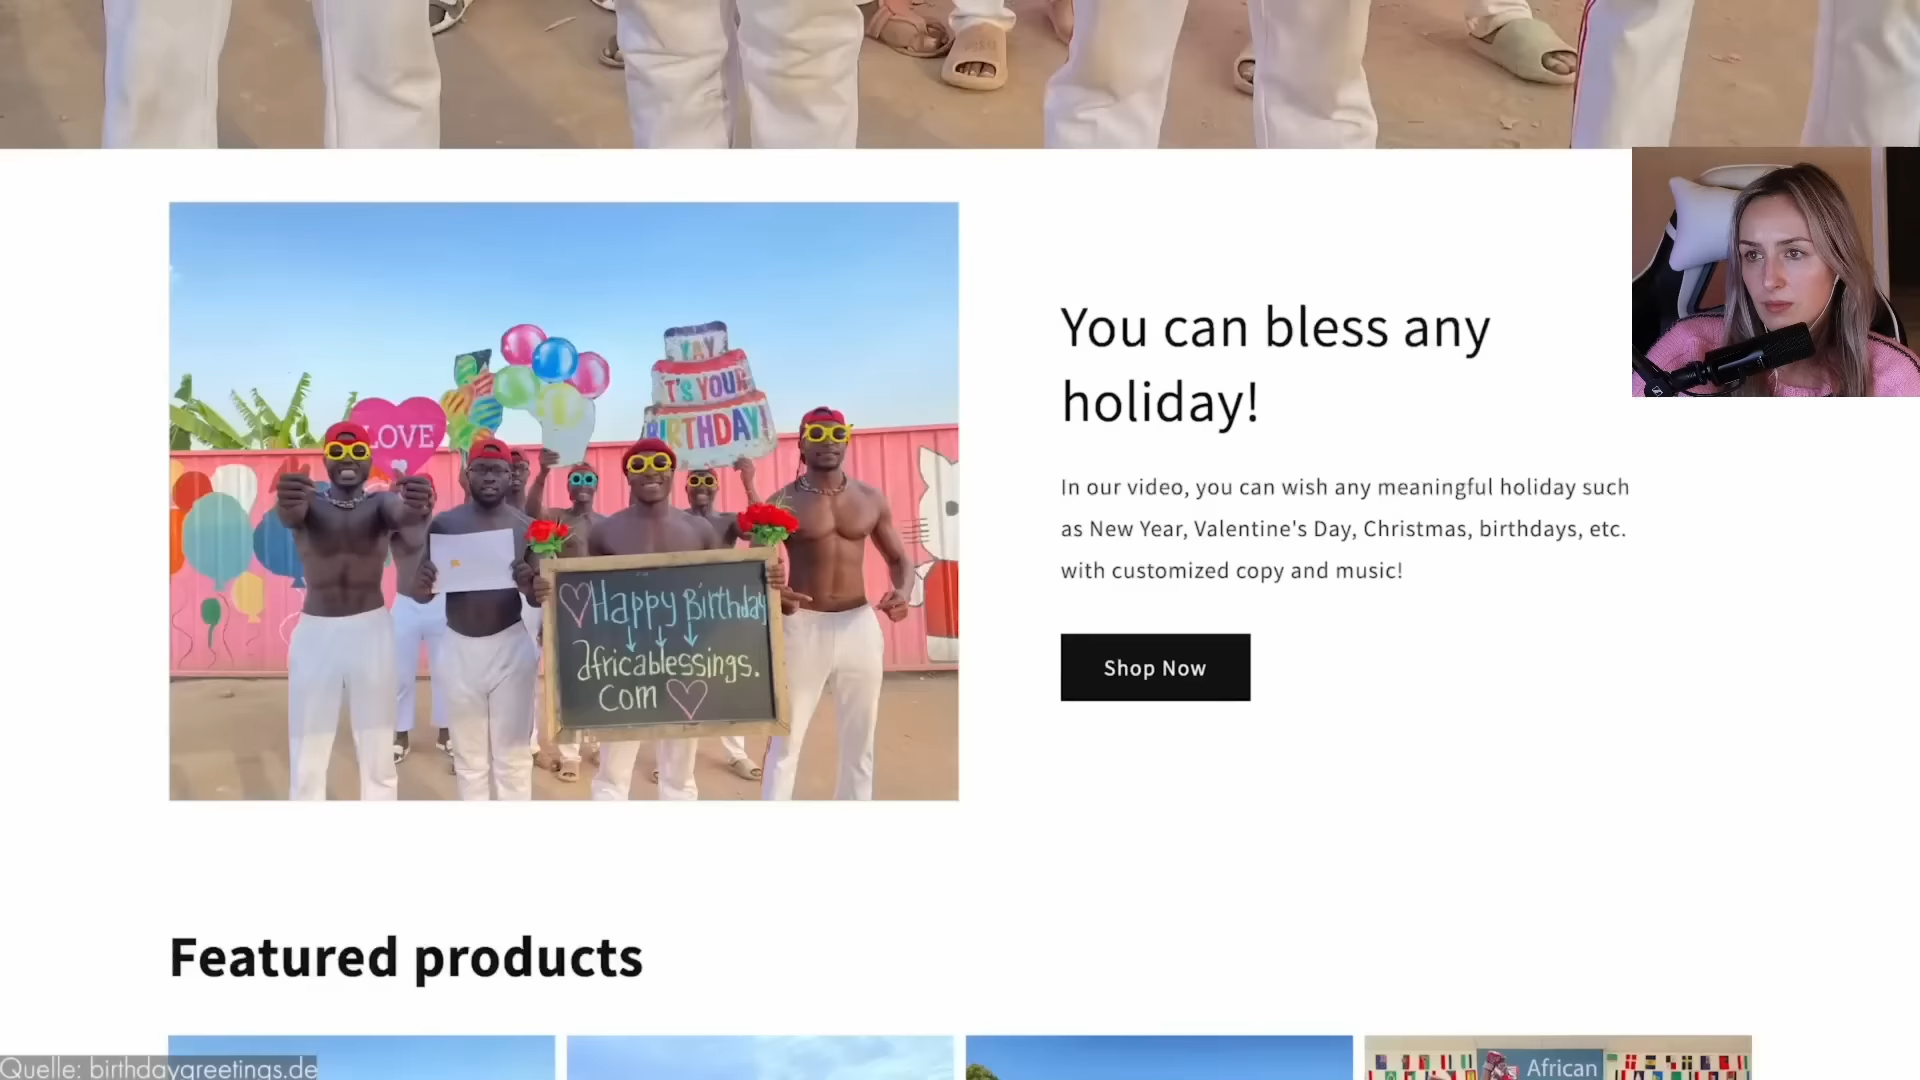 LOVE
YAY
IT'S YOUR
BIRTHDAY!
Happy Birthday
africablessings.
com
You can bless any
holiday!
In our video, you can wish any meaningful holiday such
as New Year, Valentine's Day, Christmas, birthdays, etc.
with customized copy and music!
Shop Now
Featured products
African
Quelle: birthdaygreetings.de